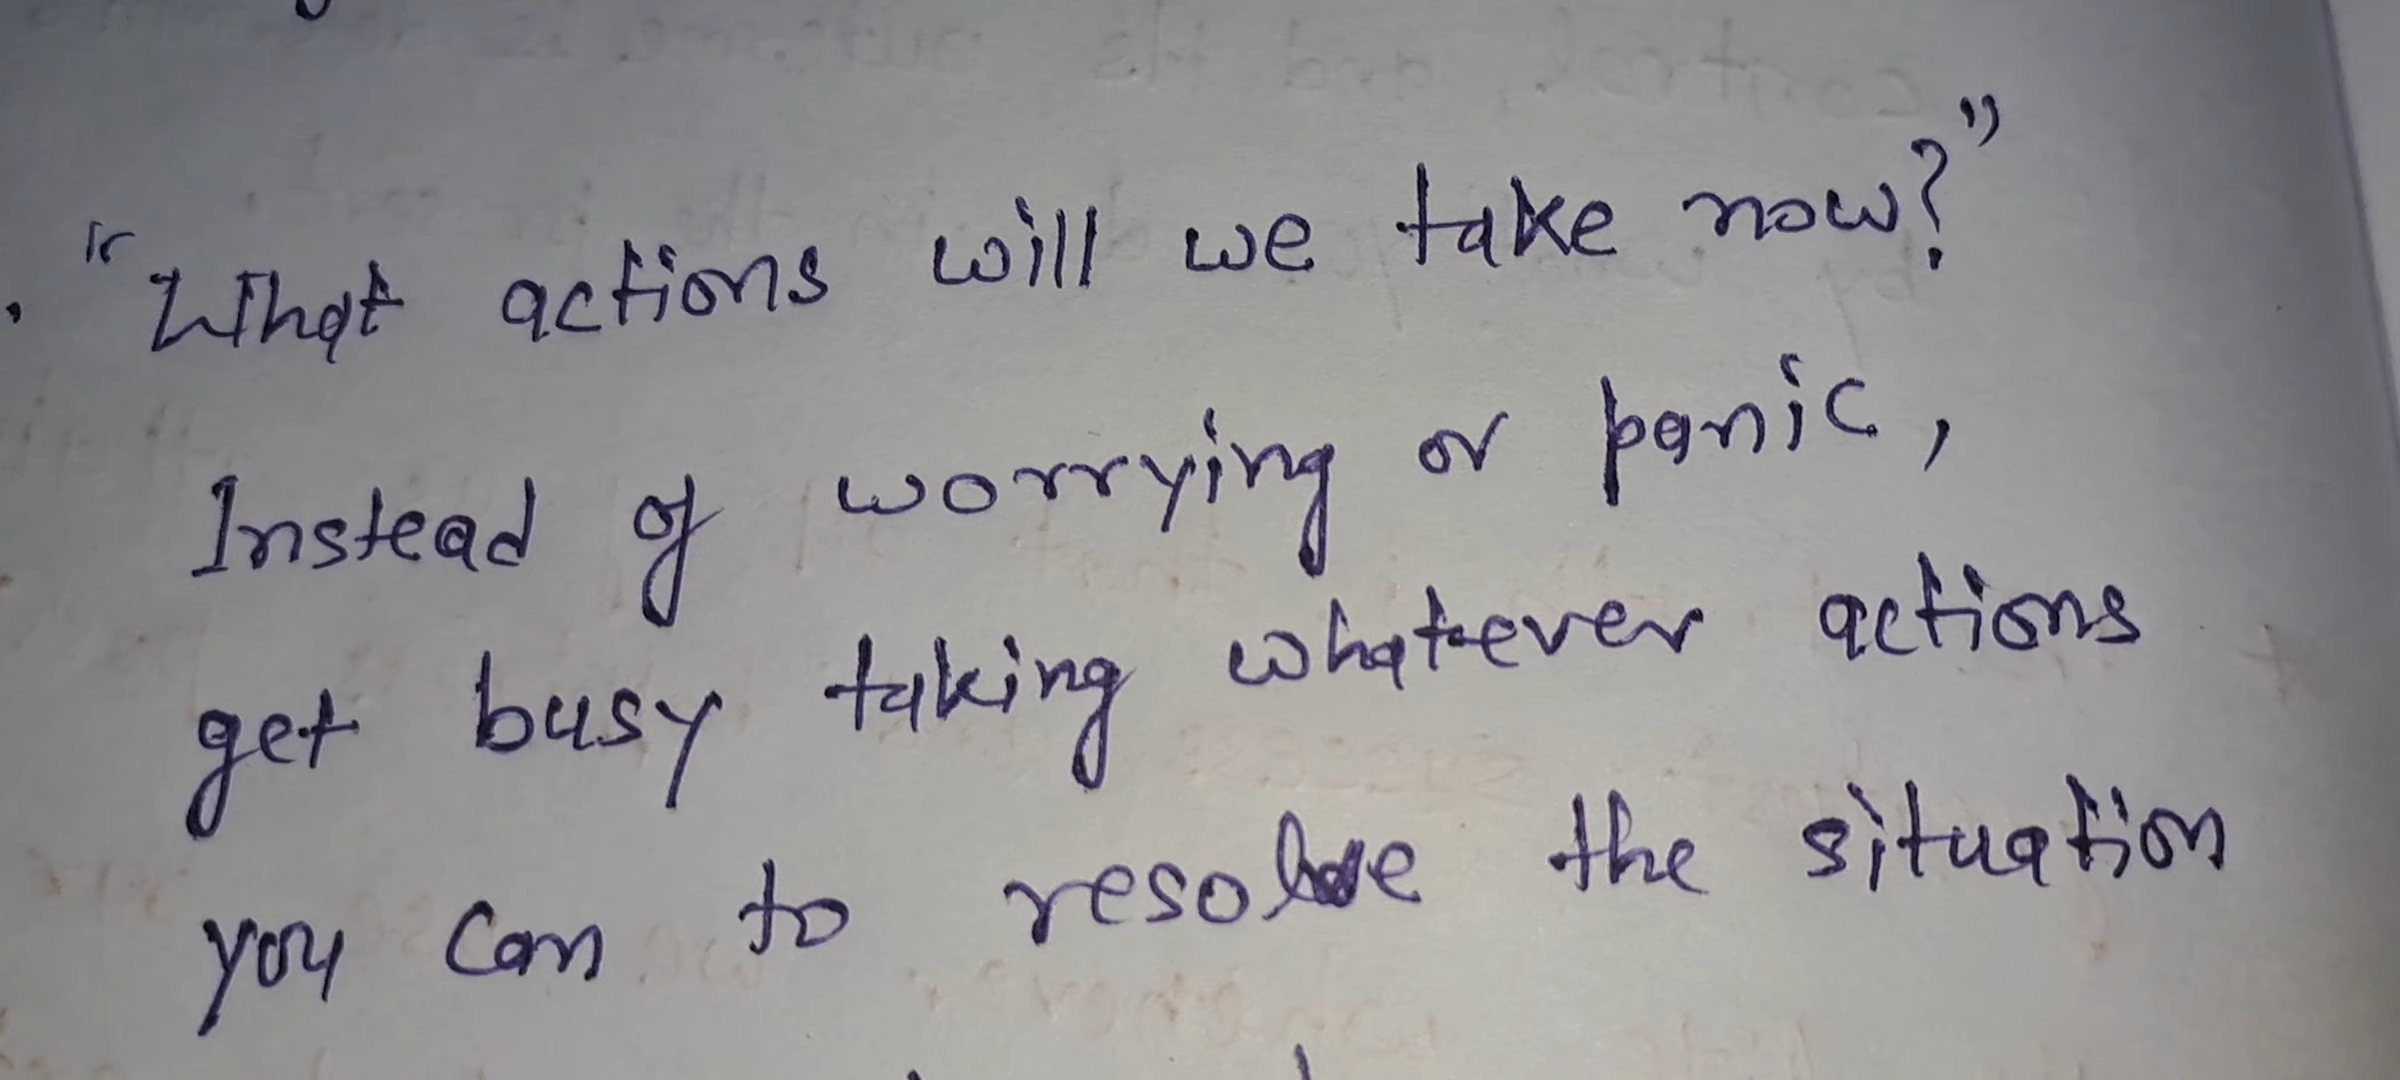 . "What actions will we take now?"
Instead of worrying or panic,
get busy taking whatever actions
you can to resolve the situation